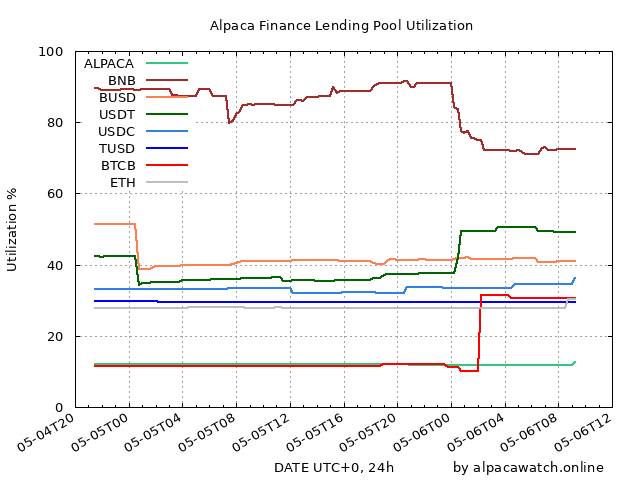 Alpaca Finance Lending Pool Utilization
Utilization %
100
80
60
40
20
0
ALPACA
BNB
BUSD
USDT
USDC
TUSD
BTCB
ETH
05-04T20
05-05T00
05-05T04
05-05T08
05-05T12
05-05T16
05-05T20
05-06T00
05-06T04
05-06T08
05-06T12
DATE UTC+0, 24h
by alpacawatch.online